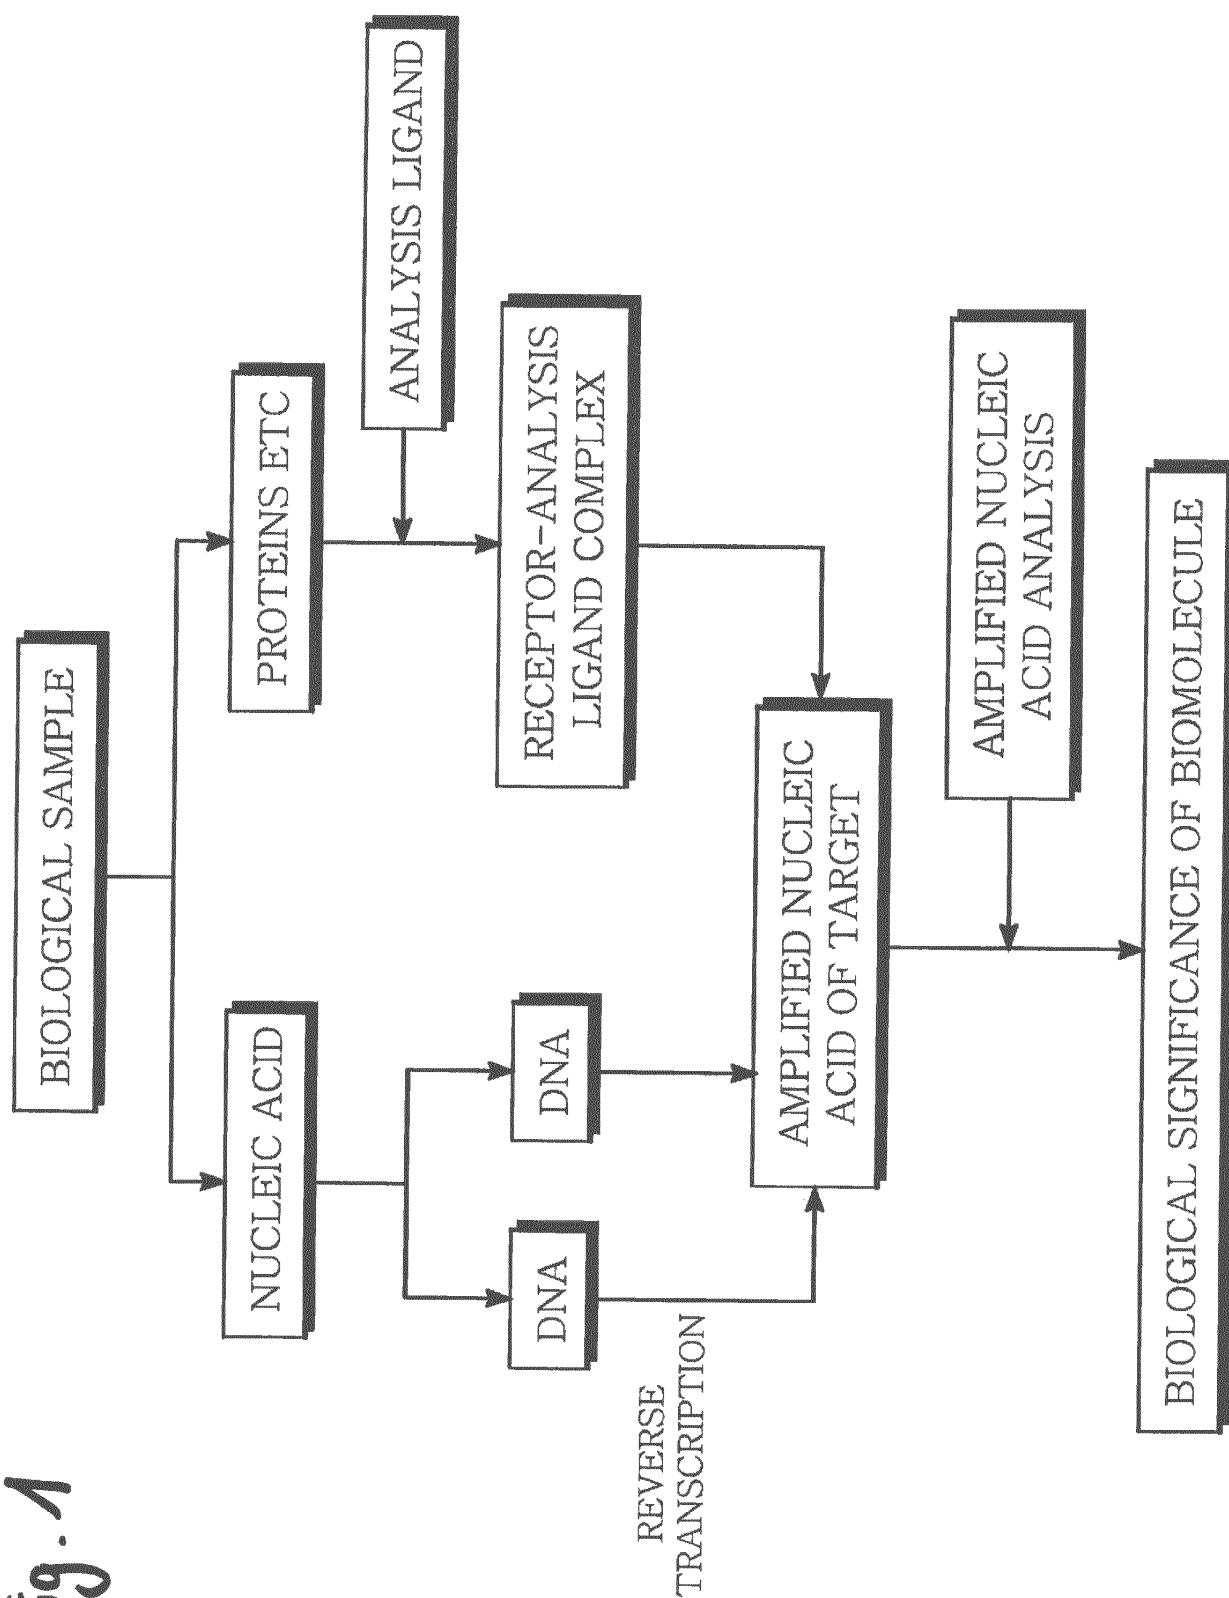 Fig. 1
BIOLOGICAL SAMPLE
NUCLEIC ACID
PROTEINS ETC
ANALYSIS LIGAND
DNA
DNA
RECEPTOR-ANALYSIS
LIGAND COMPLEX
REVERSE
TRANSCRIPTION
AMPLIFIED NUCLEIC
ACID OF TARGET
AMPLIFIED NUCLEIC
ACID ANALYSIS
BIOLOGICAL SIGNIFICANCE OF BIOMOLECULE